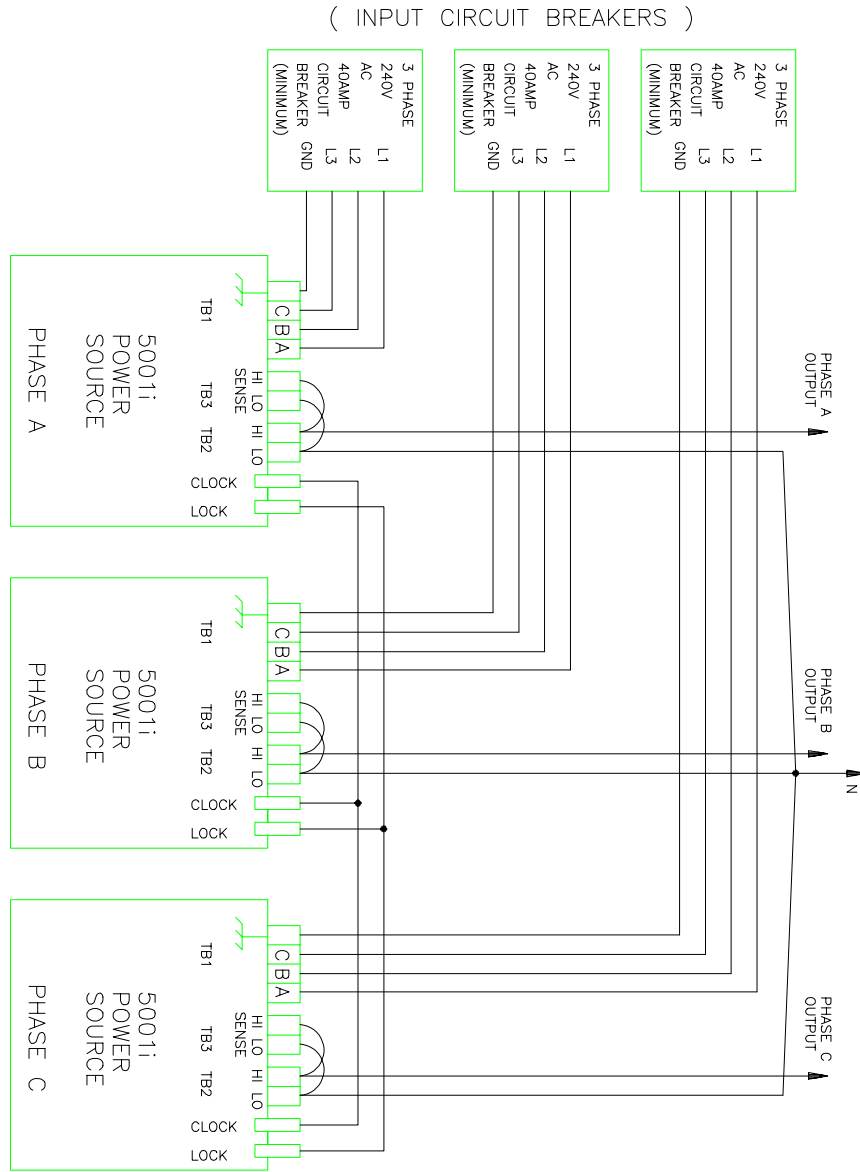 ( INPUT CIRCUIT BREAKERS )
3 PHASE
240V
AC
40AMP
CIRCUIT
BREAKER
(MINIMUM)
L1
L2
L3
GND
3 PHASE
240V
AC
40AMP
CIRCUIT
BREAKER
(MINIMUM)
L1
L2
L3
GND
3 PHASE
240V
AC
40AMP
CIRCUIT
BREAKER
(MINIMUM)
L1
L2
L3
GND
C
B
A
TB1
HI
LO
SENSE
TB3
HI
LO
TB2
CLOCK
LOCK
5001i
POWER
SOURCE
PHASE A
PHASE A
OUTPUT
C
B
A
TB1
HI
LO
SENSE
TB3
HI
LO
TB2
CLOCK
LOCK
5001i
POWER
SOURCE
PHASE B
PHASE B
OUTPUT
N
C
B
A
TB1
HI
LO
SENSE
TB3
HI
LO
TB2
CLOCK
LOCK
5001i
POWER
SOURCE
PHASE C
PHASE C
OUTPUT